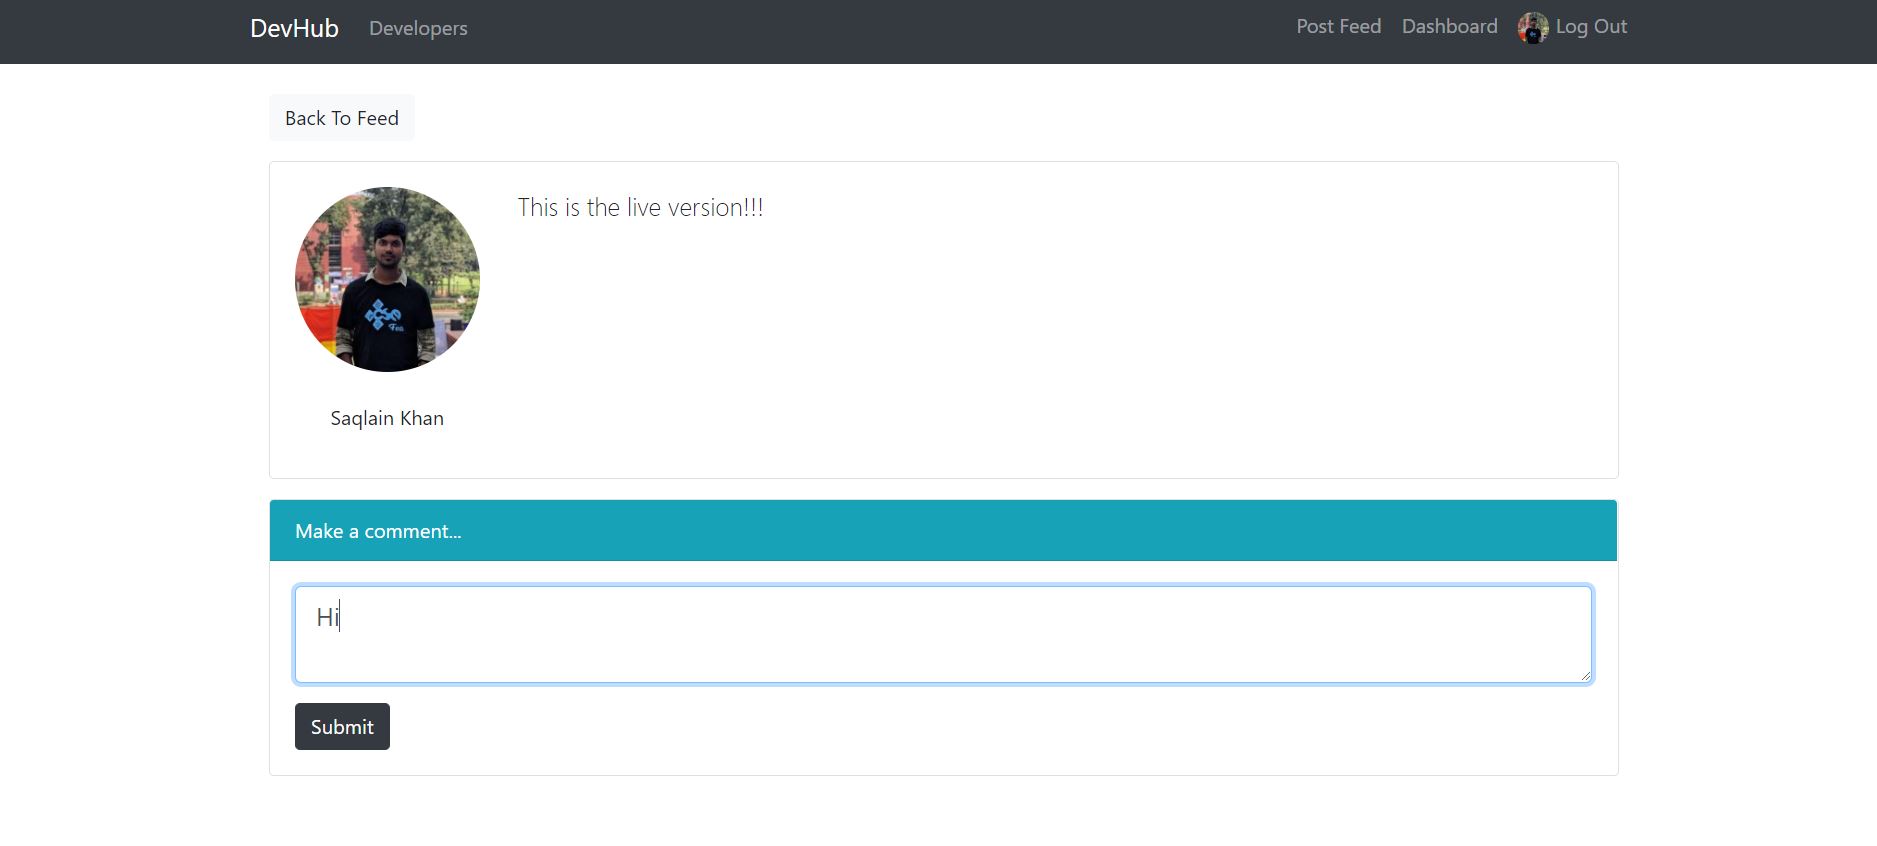 DevHub Developers Post Feed Dashboard Log Out
Back To Feed
This is the live version!!!
Saqlain Khan
Make a comment...
Hi
Submit